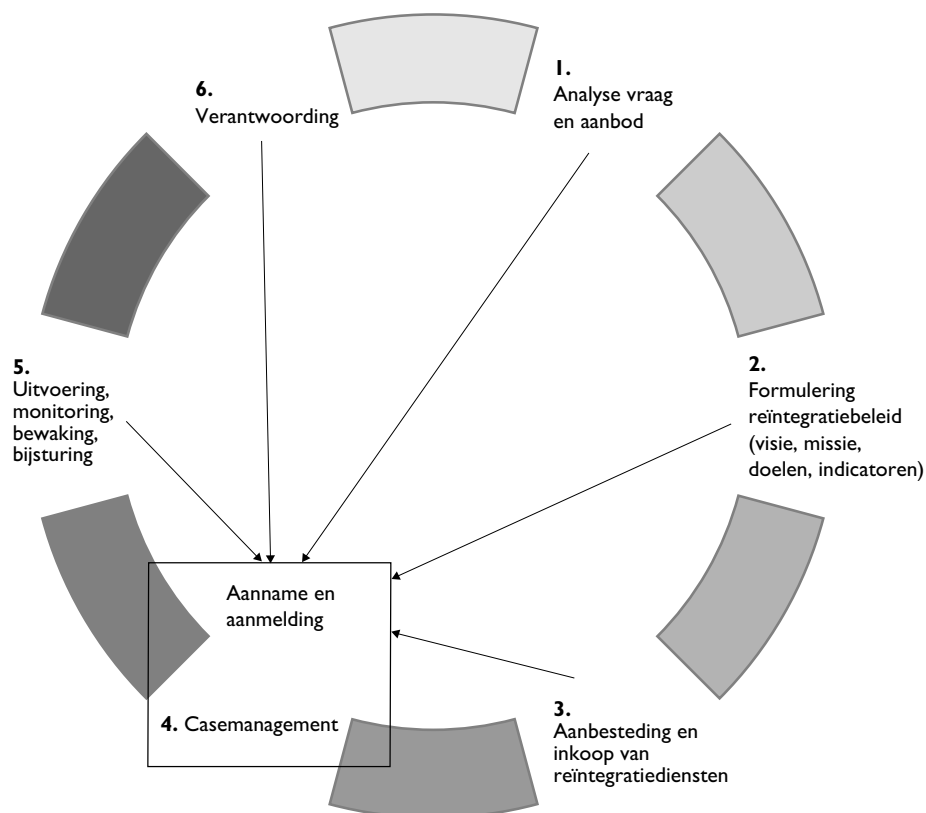 1.
Analyse vraag
en aanbod
2.
Formulering
reïntegratiebeleid
(visie, missie,
doelen, indicatoren)
3.
Aanbesteding en
inkoop van
reïntegratiediensten
Aanname en
aanmelding
4. Casemanagement
5.
Uitvoering,
monitoring,
bewaking,
bijsturing
6.
Verantwoording